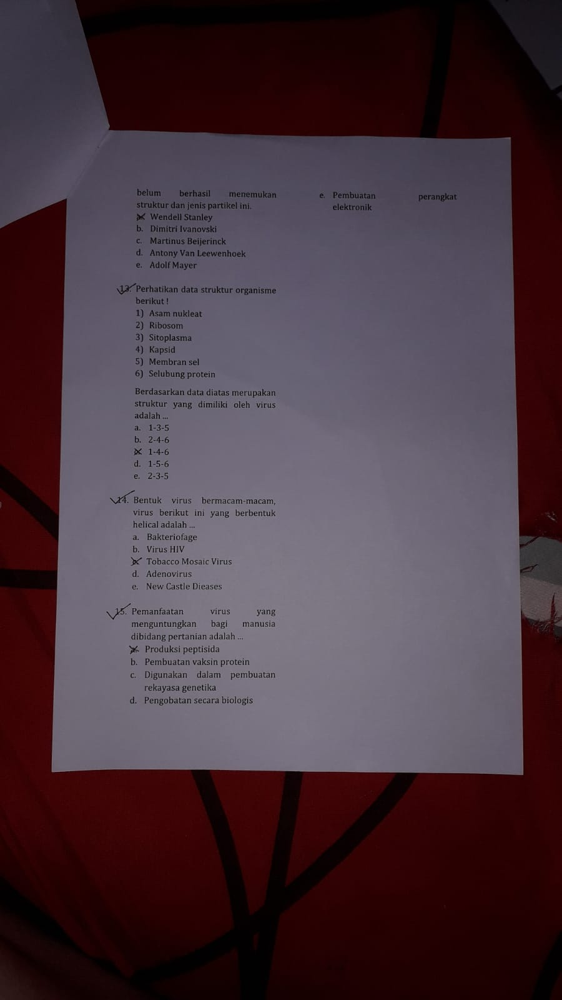 belum berhasil menemukan
struktur dan jenis partikel ini.
a. Wendell Stanley
b. Dimitri Ivanovski
c. Martinus Beijerinck
d. Antony Van Leewenhoek
e. Adolf Mayer
13. Perhatikan data struktur organisme
berikut !
1) Asam nukleat
2) Ribosom
3) Sitoplasma
4) Kapsid
5) Membran sel
6) Selubung protein
Berdasarkan data diatas merupakan
struktur yang dimiliki oleh virus
adalah ...
a. 1-3-5
b. 2-4-6
c. 1-4-6
d. 1-5-6
e. 2-3-5
14. Bentuk virus bermacam-macam,
virus berikut ini yang berbentuk
helical adalah ...
a. Bakteriofage
b. Virus HIV
c. Tobacco Mosaic Virus
d. Adenovirus
e. New Castle Dieases
15. Pemanfaatan virus yang
menguntungkan bagi manusia
dibidang pertanian adalah ...
a. Produksi peptisida
b. Pembuatan vaksin protein
c. Digunakan dalam pembuatan
rekayasa genetika
d. Pengobatan secara biologis
e. Pembuatan perangkat
elektronik